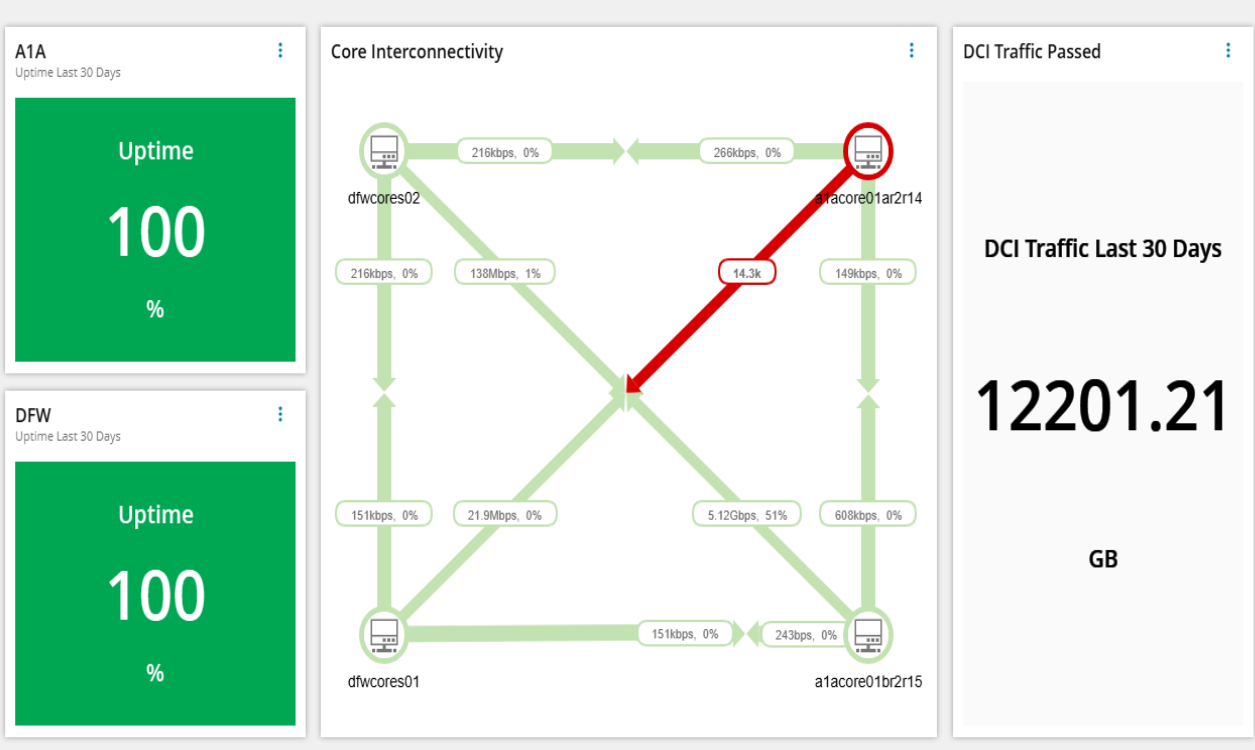 A1A
Uptime Last 30 Days
Uptime
100
%
DFW
Uptime Last 30 Days
Uptime
100
%
Core Interconnectivity
216kbps, 0%
266kbps, 0%
dfwcores02
a1acore01ar2r14
216kbps, 0%
138Mbps, 1%
14.3k
149kbps, 0%
151kbps, 0%
21.9Mbps, 0%
5.12Gbps, 51%
608kbps, 0%
151kbps, 0%
243bps, 0%
dfwcores01
a1acore01br2r15
DCI Traffic Passed
DCI Traffic Last 30 Days
12201.21
GB